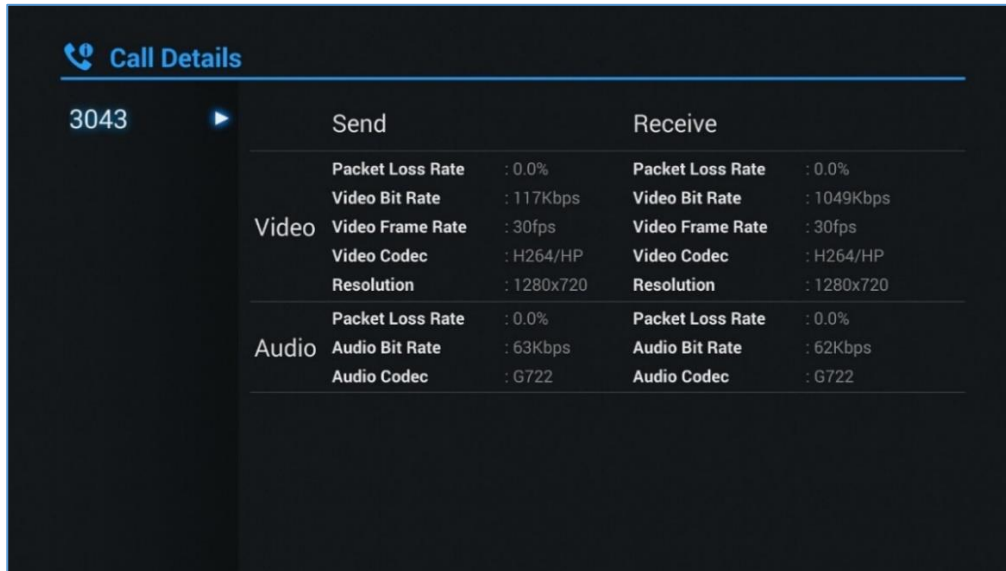 Call Details
3043
Send Receive
Packet Loss Rate : 0.0% Packet Loss Rate : 0.0%
Video Bit Rate : 117Kbps Video Bit Rate : 1049Kbps
Video Video Frame Rate : 30fps Video Frame Rate : 30fps
Video Codec : H264/HP Video Codec : H264/HP
Resolution : 1280x720 Resolution : 1280x720
Packet Loss Rate : 0.0% Packet Loss Rate : 0.0%
Audio Audio Bit Rate : 63Kbps Audio Bit Rate : 62Kbps
Audio Codec : G722 Audio Codec : G722